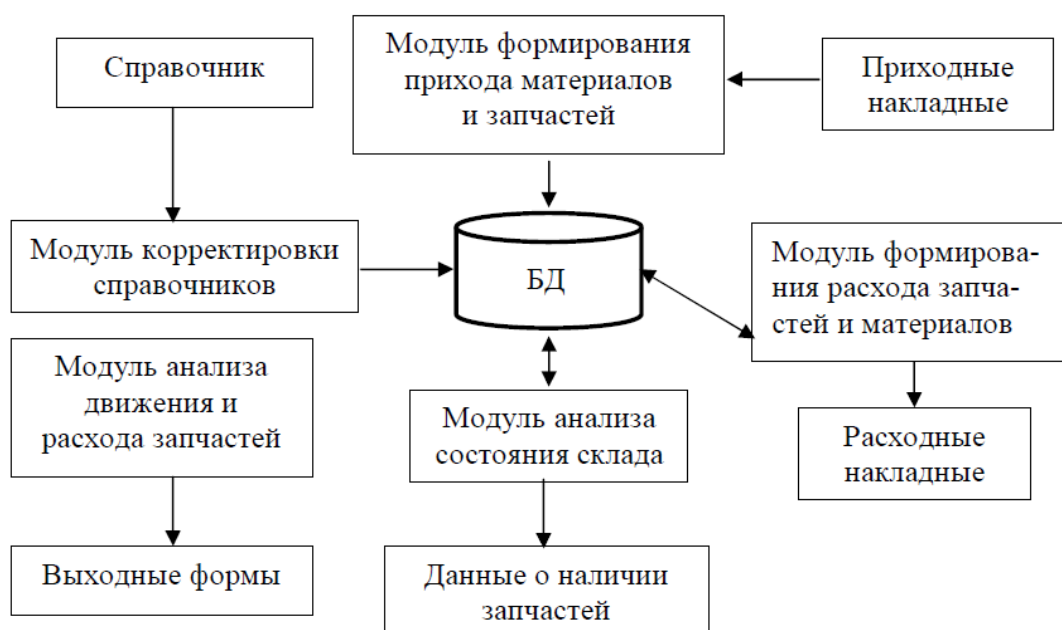 Справочник
Модуль формирования
прихода материалов
и запчастей
Приходные
накладные
Модуль корректировки
справочников
БД
Модуль формирова-
ния расхода запча-
стей и материалов
Модуль анализа
движения и
расхода запчастей
Модуль анализа
состояния склада
Расходные
накладные
Выходные формы
Данные о наличии
запчастей